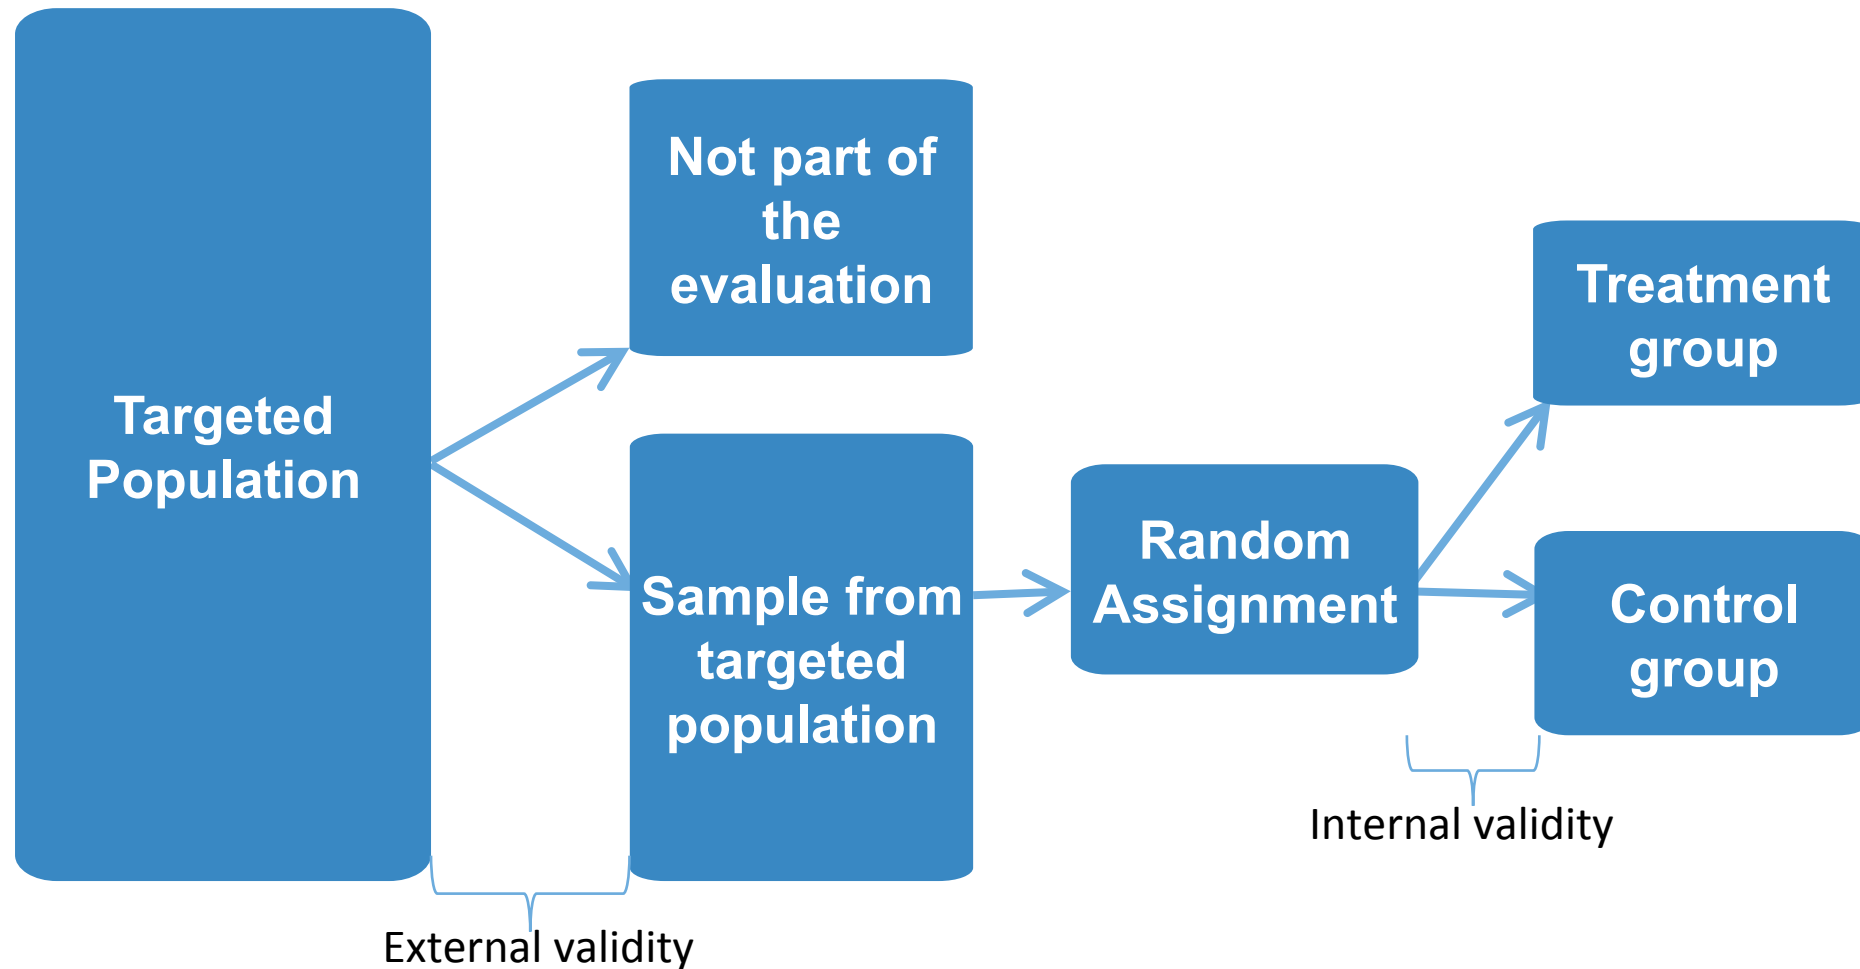 Targeted
Population
Not part of
the
evaluation
Sample from
targeted
population
Random
Assignment
Treatment
group
Control
group
Internal validity
External validity